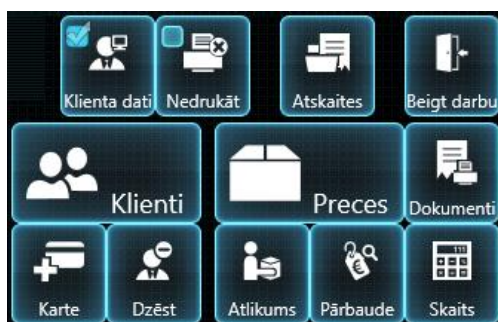 Klienta dati
Nedrukāt
Atskaites
Beigt darbu
Klienti
Preces
Dokumenti
Karte
Dzēst
Atlikums
Pārbaude
Skaits